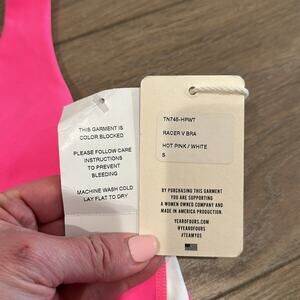 THIS GARMENT IS
COLOR BLOCKED
PLEASE FOLLOW CARE
INSTRUCTIONS
TO PREVENT
BLEEDING
MACHINE WASH COLD
LAY FLAT TO DRY
TN746-HPWT
RACER V BRA
HOT PINK / WHITE
S
BY PURCHASING THIS GARMENT
YOU ARE SUPPORTING
A WOMEN OWNED COMPANY AND
MADE IN AMERICA PRODUCTION.
YEAROFOURS.COM
@YEAROFOURS
#TEAMYOS